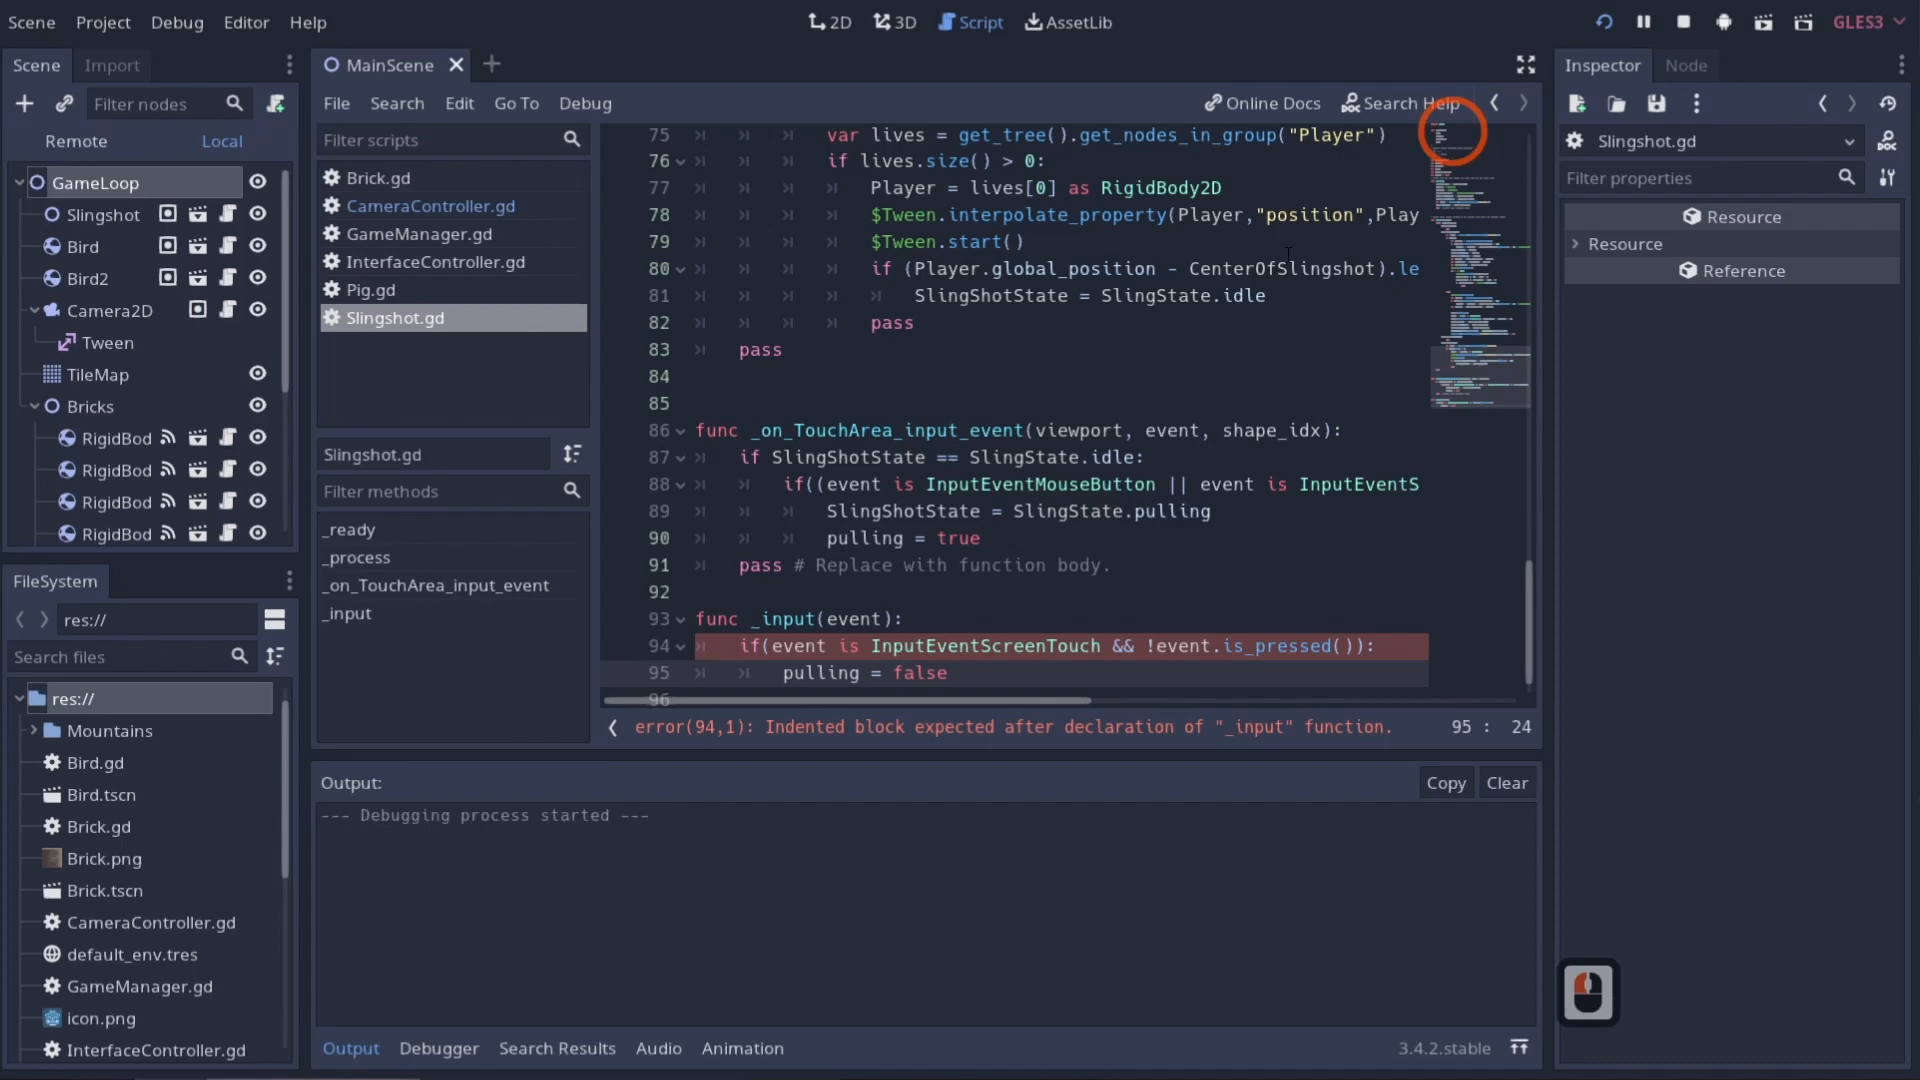 Scene Project Debug Editor Help
2D 3D Script AssetLib
GLES3
Scene Import
Filter nodes
Remote Local
GameLoop
Slingshot
Bird
Bird2
Camera2D
Tween
TileMap
Bricks
RigidBod
RigidBod
RigidBod
RigidBod
FileSystem
res://
Search files
res://
Mountains
Bird.gd
Bird.tscn
Brick.gd
Brick.png
Brick.tscn
CameraController.gd
default_env.tres
GameManager.gd
icon.png
InterfaceController.gd
MainScene
File Search Edit Go To Debug
Online Docs Search Help
Filter scripts
Brick.gd
CameraController.gd
GameManager.gd
InterfaceController.gd
Pig.gd
Slingshot.gd
Slingshot.gd
Filter methods
_ready
_process
_on_TouchArea_input_event
_input
75 var lives = get_tree().get_nodes_in_group("Player")
76 if lives.size() > 0:
77 Player = lives[0] as RigidBody2D
78 $Tween.interpolate_property(Player,"position",Play
79 $Tween.start()
80 if (Player.global_position - CenterOfSlingshot).le
81 SlingShotState = SlingState.idle
82 pass
83 pass
84
85
86 func _on_TouchArea_input_event(viewport, event, shape_idx):
87 if SlingShotState == SlingState.idle:
88 if((event is InputEventMouseButton || event is InputEventS
89 SlingShotState = SlingState.pulling
90 pulling = true
91 pass # Replace with function body.
92
93 func _input(event):
94 if(event is InputEventScreenTouch && !event.is_pressed()):
95 pulling = false
96
error(94,1): Indented block expected after declaration of "_input" function. 95 : 24
Output: Copy Clear
--- Debugging process started ---
Output Debugger Search Results Audio Animation
3.4.2.stable
Inspector Node
Slingshot.gd
Filter properties
Resource
Resource
Reference